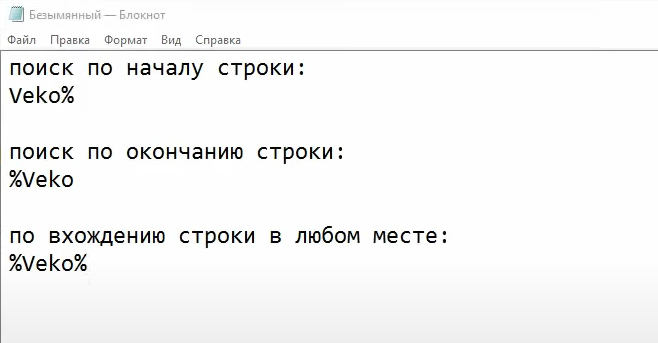 Безымянный — Блокнот
Файл Правка Формат Вид Справка
поиск по началу строки:
Veko%
поиск по окончанию строки:
%Veko
по вхождению строки в любом месте:
%Veko%